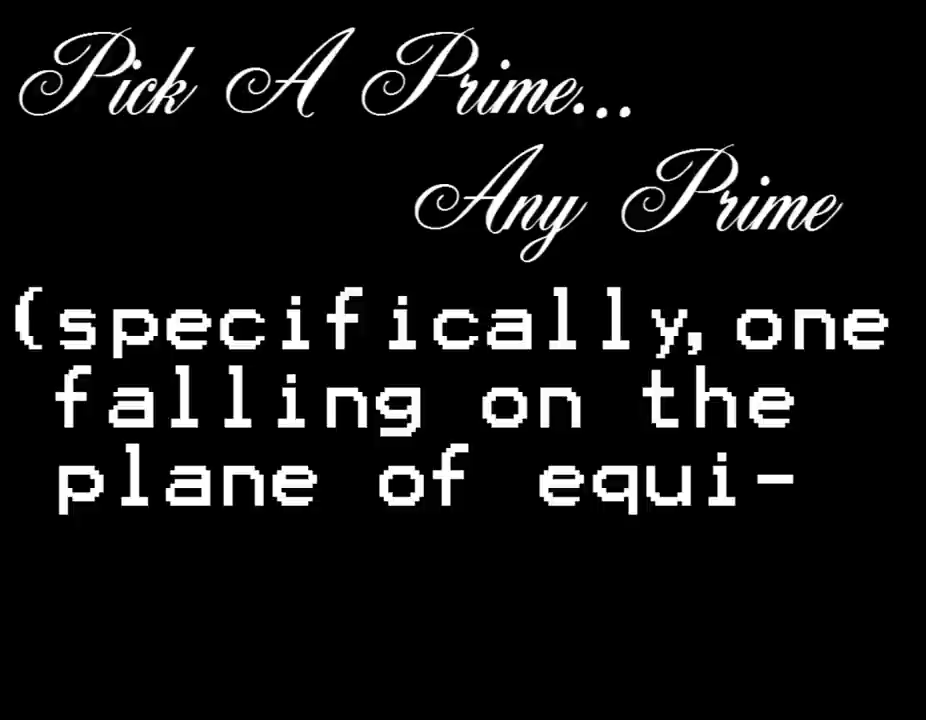 Pick A Prime...
Any Prime
(specifically, one
falling on the
plane of equi-